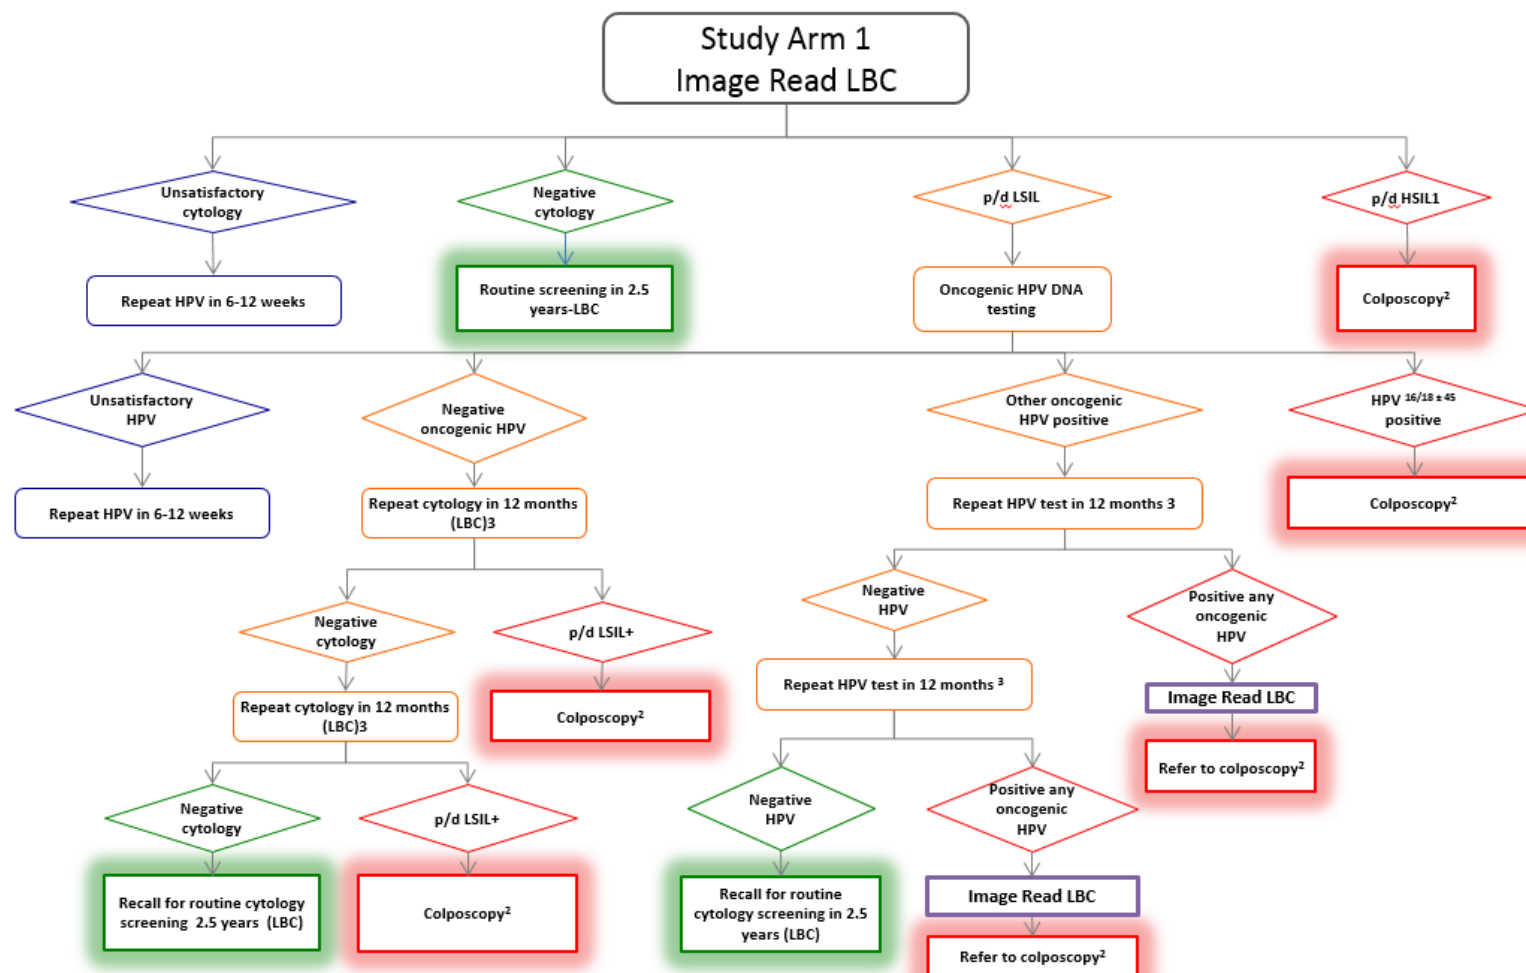 Study Arm 1
Image Read LBC
Unsatisfactory
cytology
Negative
cytology
p/d LSIL
p/d HSIL1
Repeat HPV in 6-12 weeks
Routine screening in 2.5
years-LBC
Oncogenic HPV DNA
testing
Colposcopy²
Unsatisfactory
HPV
Negative
oncogenic HPV
Other oncogenic
HPV positive
HPV 16/18 ± 45
positive
Repeat HPV in 6-12 weeks
Repeat cytology in 12 months
(LBC)3
Repeat HPV test in 12 months 3
Colposcopy²
Negative
cytology
p/d LSIL+
Negative
HPV
Positive any
oncogenic
HPV
Repeat cytology in 12 months
(LBC)3
Colposcopy²
Repeat HPV test in 12 months ³
Image Read LBC
Refer to colposcopy²
Negative
cytology
p/d LSIL+
Negative
HPV
Positive any
oncogenic
HPV
Recall for routine cytology
screening 2.5 years (LBC)
Colposcopy²
Recall for routine
cytology screening in 2.5
years (LBC)
Image Read LBC
Refer to colposcopy²